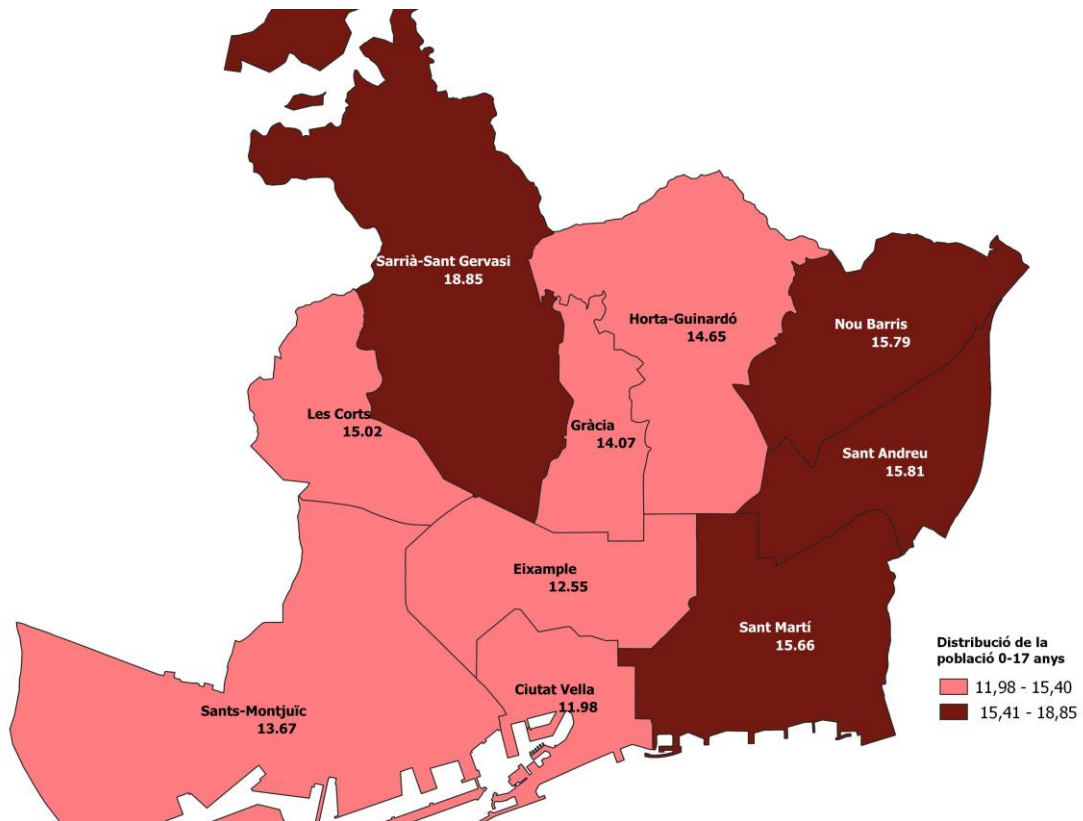 Sarrià-Sant Gervasi
18.85
Horta-Guinardó
14.65
Nou Barris
15.79
Les Corts
15.02
Gràcia
14.07
Sant Andreu
15.81
Eixample
12.55
Sant Martí
15.66
Ciutat Vella
11.98
Sants-Montjuïc
13.67
Distribució de la
població 0-17 anys
11,98 - 15,40
15,41 - 18,85